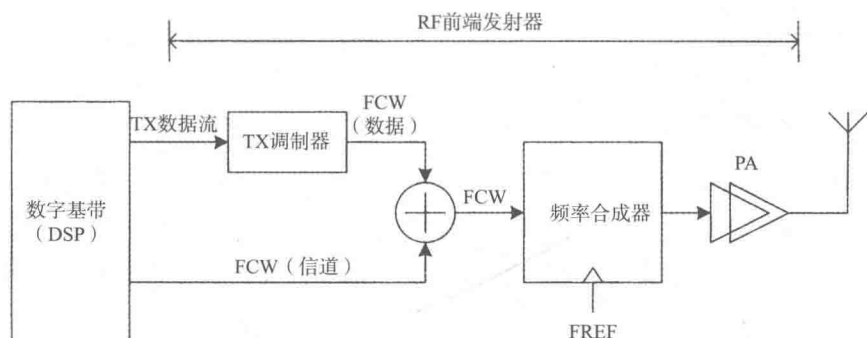 RF前端发射器
FCW
（数据）
TX数据流
TX调制器
PA
数字基带
（DSP）
FCW
频率合成器
FCW（信道）
FREF